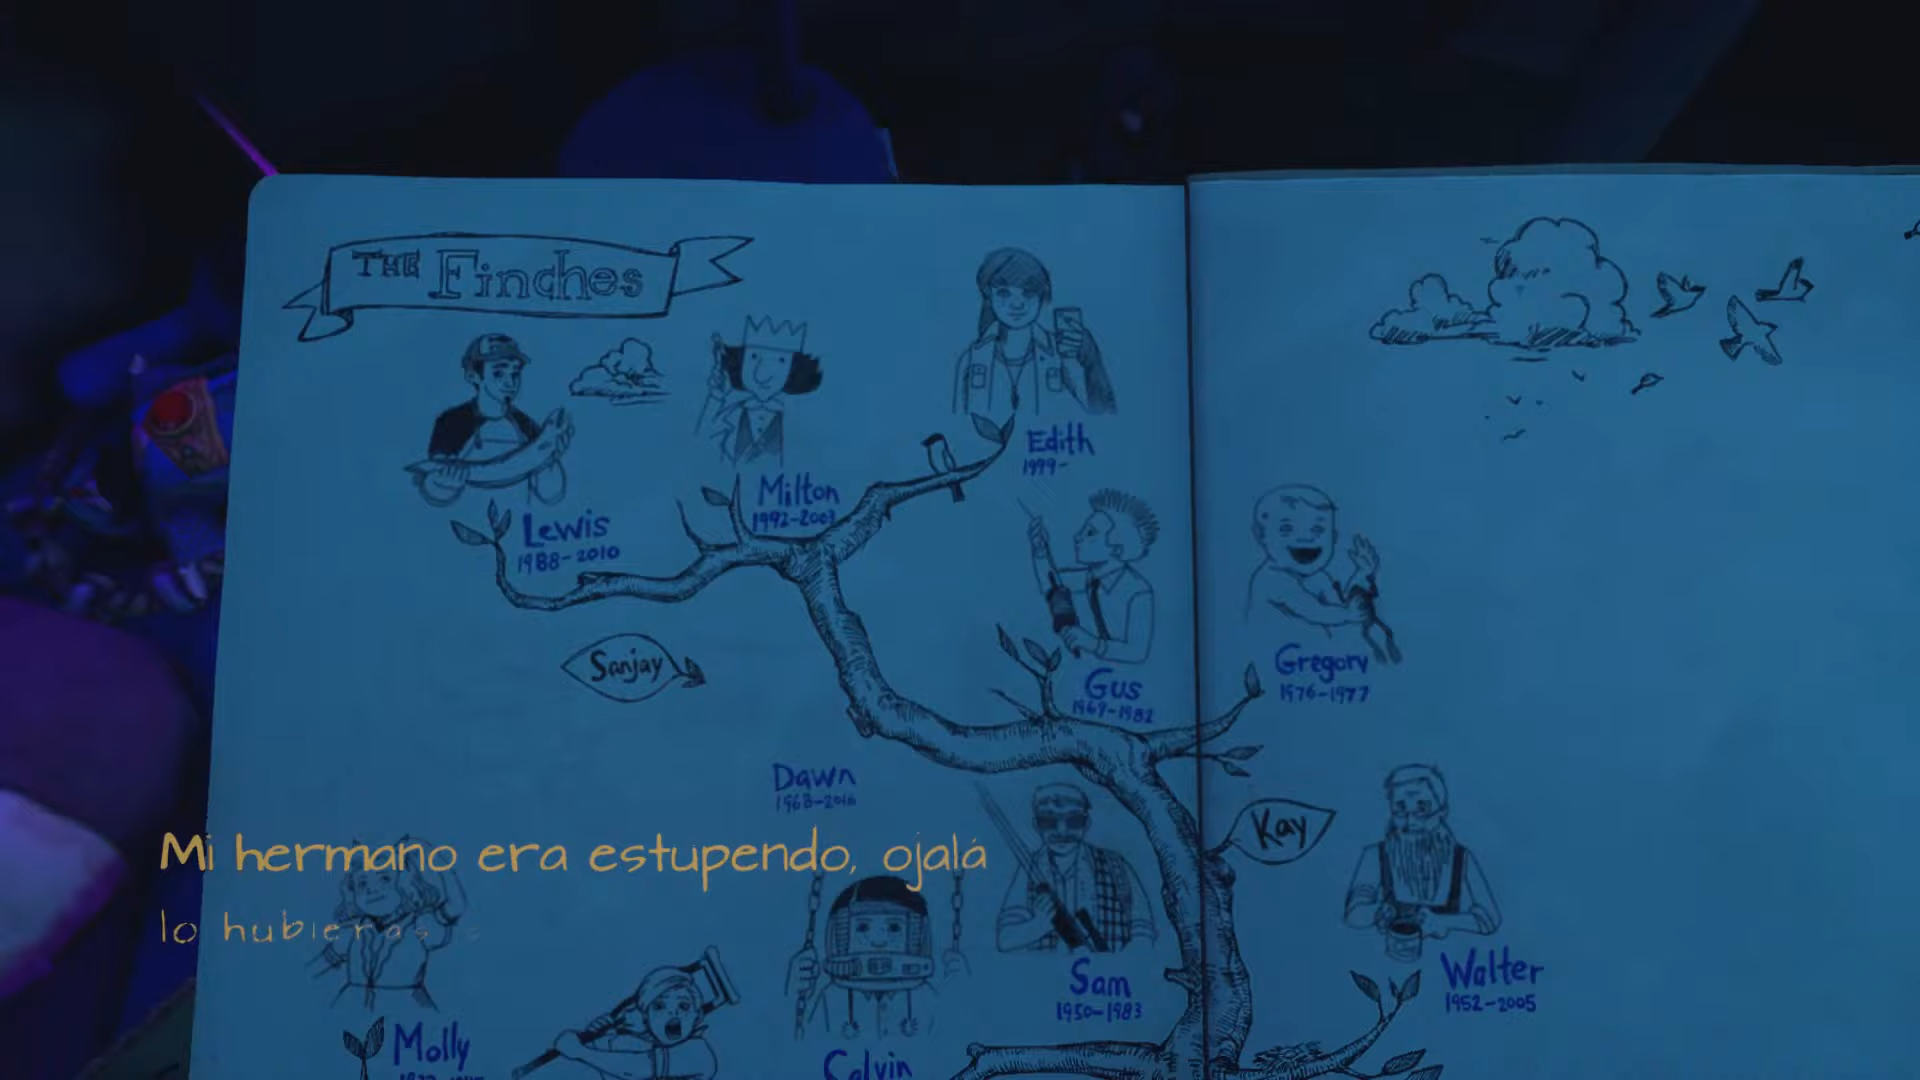 THE Finches
Edith
1999-
Milton
1992-2003
Lewis
1988-2010
Sanjay
Gus
1969-1982
Gregory
1976-1977
Dawn
1968-2016
Kay
Mi hermano era estupendo, ojalá
lo hubieras
Sam
1950-1983
Walter
1952-2005
Molly
Calvin